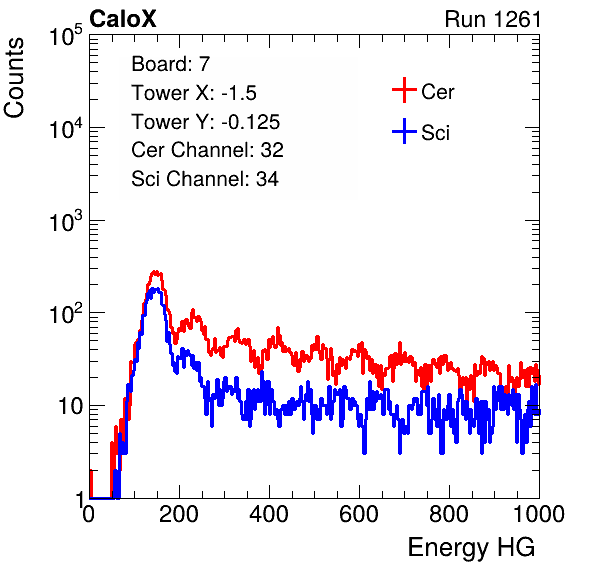 CaloX Run 1261
Counts
10^5
10^4
10^3
10^2
10
1
Board: 7
Tower X: -1.5
Tower Y: -0.125
Cer Channel: 32
Sci Channel: 34
Cer
Sci
0 200 400 600 800 1000
Energy HG